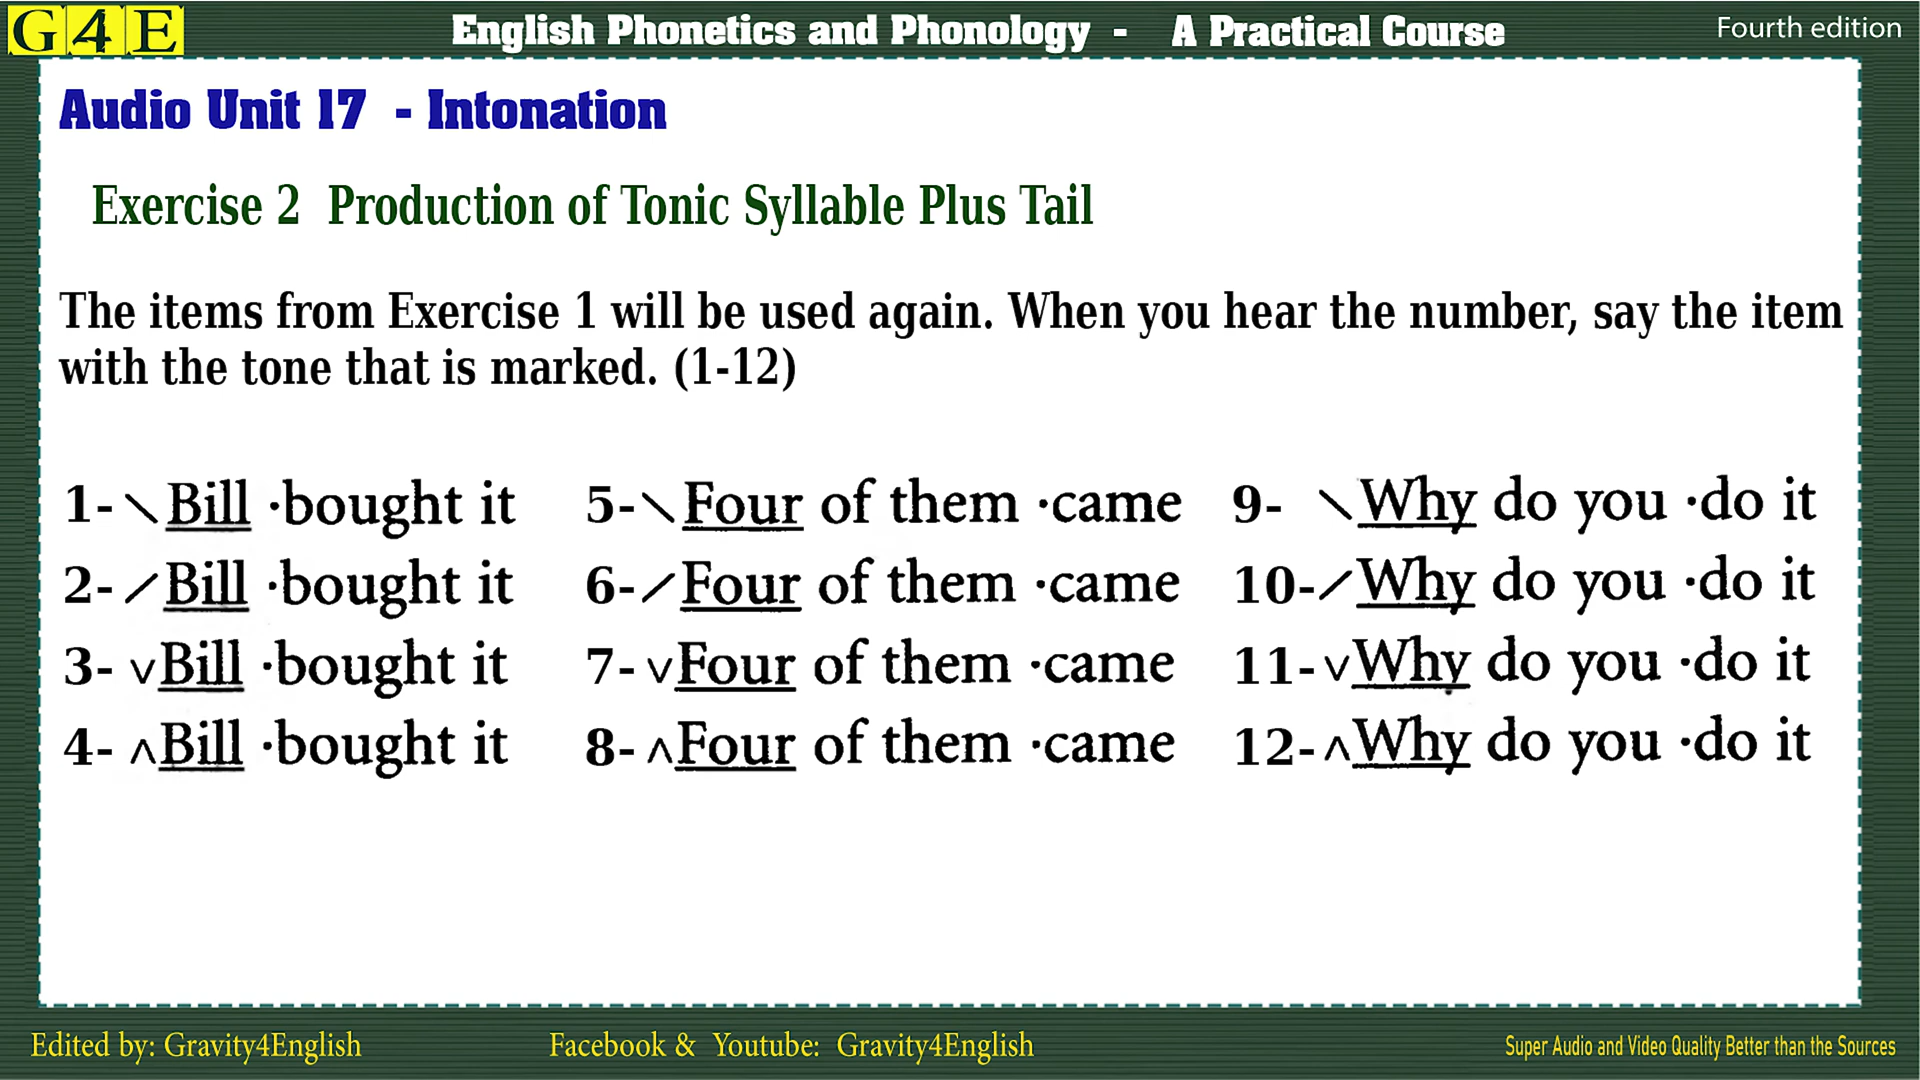 G4E
English Phonetics and Phonology - A Practical Course
Fourth edition
Audio Unit 17 - Intonation
Exercise 2 Production of Tonic Syllable Plus Tail
The items from Exercise 1 will be used again. When you hear the number, say the item
with the tone that is marked. (1-12)
1- \Bill ·bought it
2- /Bill ·bought it
3- ∨Bill ·bought it
4- ∧Bill ·bought it
5- \Four of them ·came
6- /Four of them ·came
7- ∨Four of them ·came
8- ∧Four of them ·came
9- \Why do you ·do it
10- /Why do you ·do it
11- ∨Why do you ·do it
12- ∧Why do you ·do it
Edited by: Gravity4English
Facebook & Youtube: Gravity4English
Super Audio and Video Quality Better than the Sources